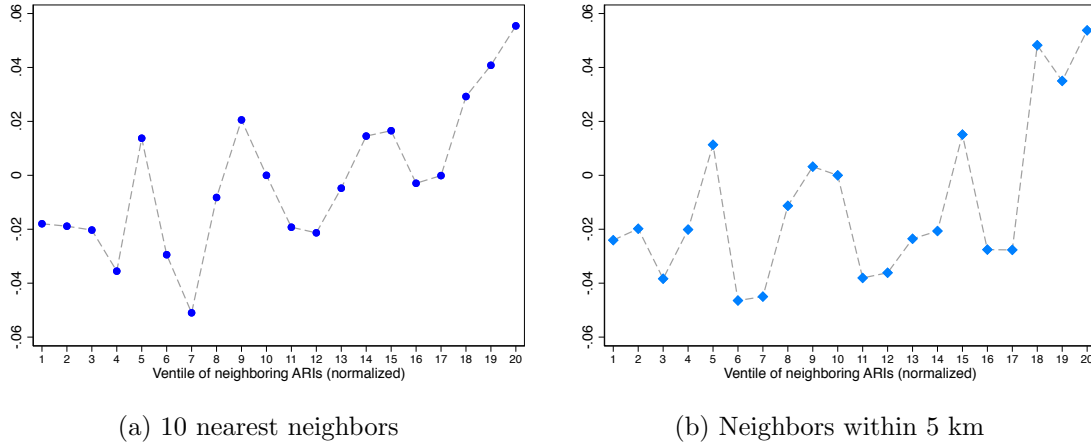 .06
.04
.02
0
-.02
-.04
-.06
1 2 3 4 5 6 7 8 9 10 11 12 13 14 15 16 17 18 19 20
Ventile of neighboring ARIs (normalized)
(a) 10 nearest neighbors
.06
.04
.02
0
-.02
-.04
-.06
1 2 3 4 5 6 7 8 9 10 11 12 13 14 15 16 17 18 19 20
Ventile of neighboring ARIs (normalized)
(b) Neighbors within 5 km